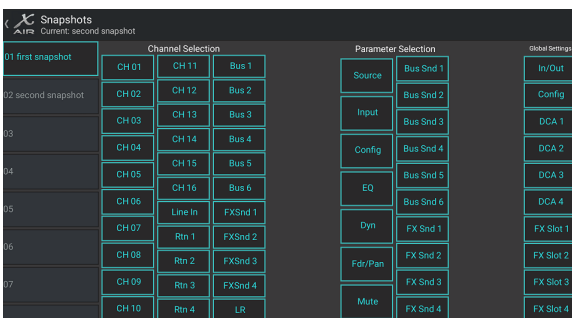 Snapshots
X AIR Current: second snapshot
Channel Selection
Parameter Selection
Global Settings
01 first snapshot
02 second snapshot
03
04
05
06
07
CH 01
CH 02
CH 03
CH 04
CH 05
CH 06
CH 07
CH 08
CH 09
CH 10
CH 11
CH 12
CH 13
CH 14
CH 15
CH 16
Line In
Rtn 1
Rtn 2
Rtn 3
Rtn 4
Bus 1
Bus 2
Bus 3
Bus 4
Bus 5
Bus 6
FXSnd 1
FXSnd 2
FXSnd 3
FXSnd 4
LR
Source
Input
Config
EQ
Dyn
Fdr/Pan
Mute
Bus Snd 1
Bus Snd 2
Bus Snd 3
Bus Snd 4
Bus Snd 5
Bus Snd 6
FX Snd 1
FX Snd 2
FX Snd 3
FX Snd 4
In/Out
Config
DCA 1
DCA 2
DCA 3
DCA 4
FX Slot 1
FX Slot 2
FX Slot 3
FX Slot 4